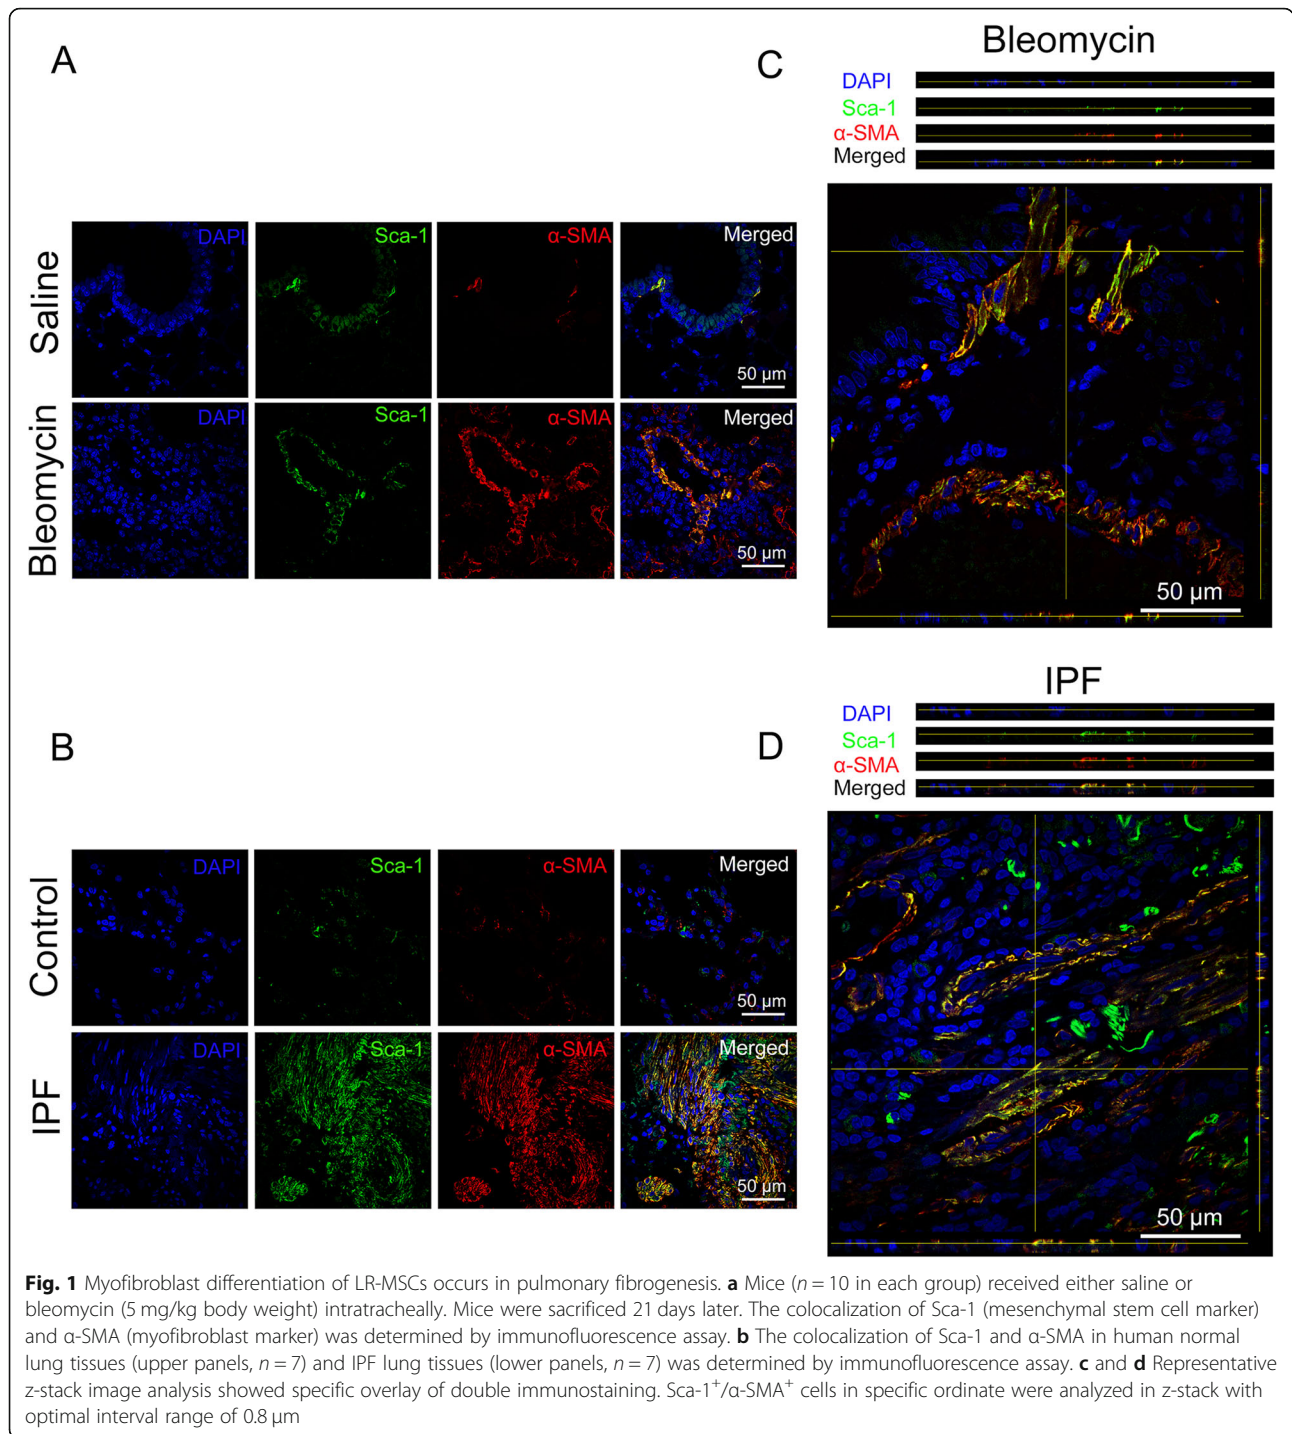 A
Saline
DAPI
Sca-1
α-SMA
Merged
50 µm
Bleomycin
DAPI
Sca-1
α-SMA
Merged
50 µm
C
Bleomycin
DAPI
Sca-1
α-SMA
Merged
50 µm
B
Control
DAPI
Sca-1
α-SMA
Merged
50 µm
IPF
DAPI
Sca-1
α-SMA
Merged
50 µm
D
IPF
DAPI
Sca-1
α-SMA
Merged
50 µm
Fig. 1 Myofibroblast differentiation of LR-MSCs occurs in pulmonary fibrogenesis. a Mice (n = 10 in each group) received either saline or
bleomycin (5 mg/kg body weight) intratracheally. Mice were sacrificed 21 days later. The colocalization of Sca-1 (mesenchymal stem cell marker)
and α-SMA (myofibroblast marker) was determined by immunofluorescence assay. b The colocalization of Sca-1 and α-SMA in human normal
lung tissues (upper panels, n = 7) and IPF lung tissues (lower panels, n = 7) was determined by immunofluorescence assay. c and d Representative
z-stack image analysis showed specific overlay of double immunostaining. Sca-1⁺/α-SMA⁺ cells in specific ordinate were analyzed in z-stack with
optimal interval range of 0.8 µm